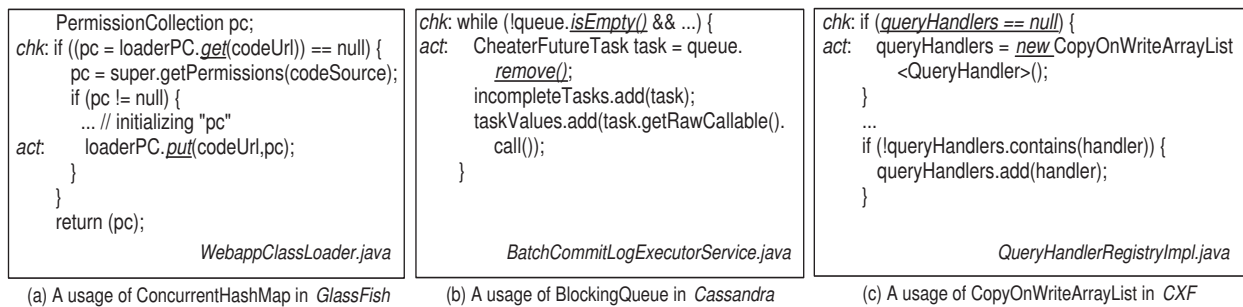 PermissionCollection pc;
chk: if ((pc = loaderPC.get(codeUrl)) == null) {
pc = super.getPermissions(codeSource);
if (pc != null) {
... // initializing "pc"
act: loaderPC.put(codeUrl,pc);
}
}
return (pc);
WebappClassLoader.java
(a) A usage of ConcurrentHashMap in GlassFish
chk: while (!queue.isEmpty() && ...) {
act: CheaterFutureTask task = queue.
remove();
incompleteTasks.add(task);
taskValues.add(task.getRawCallable().
call());
}
BatchCommitLogExecutorService.java
(b) A usage of BlockingQueue in Cassandra
chk: if (queryHandlers == null) {
act: queryHandlers = new CopyOnWriteArrayList
<QueryHandler>();
}
...
if (!queryHandlers.contains(handler)) {
queryHandlers.add(handler);
}
QueryHandlerRegistryImpl.java
(c) A usage of CopyOnWriteArrayList in CXF